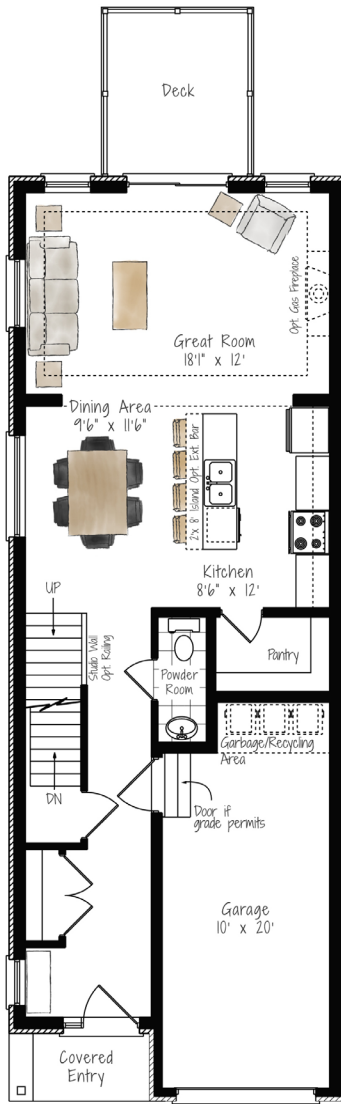 Deck
Opt. Gas Fireplace
Great Room
18'1" x 12'
Dining Area
9'6" x 11'6"
2'x 8' Island Opt. Ext. Bar
Kitchen
8'6" x 12'
UP
Studio Wall
Opt. Railing
Powder
Room
Pantry
Garbage/Recycling
Area
DN
Door if
grade permits
Garage
10' x 20'
Covered
Entry